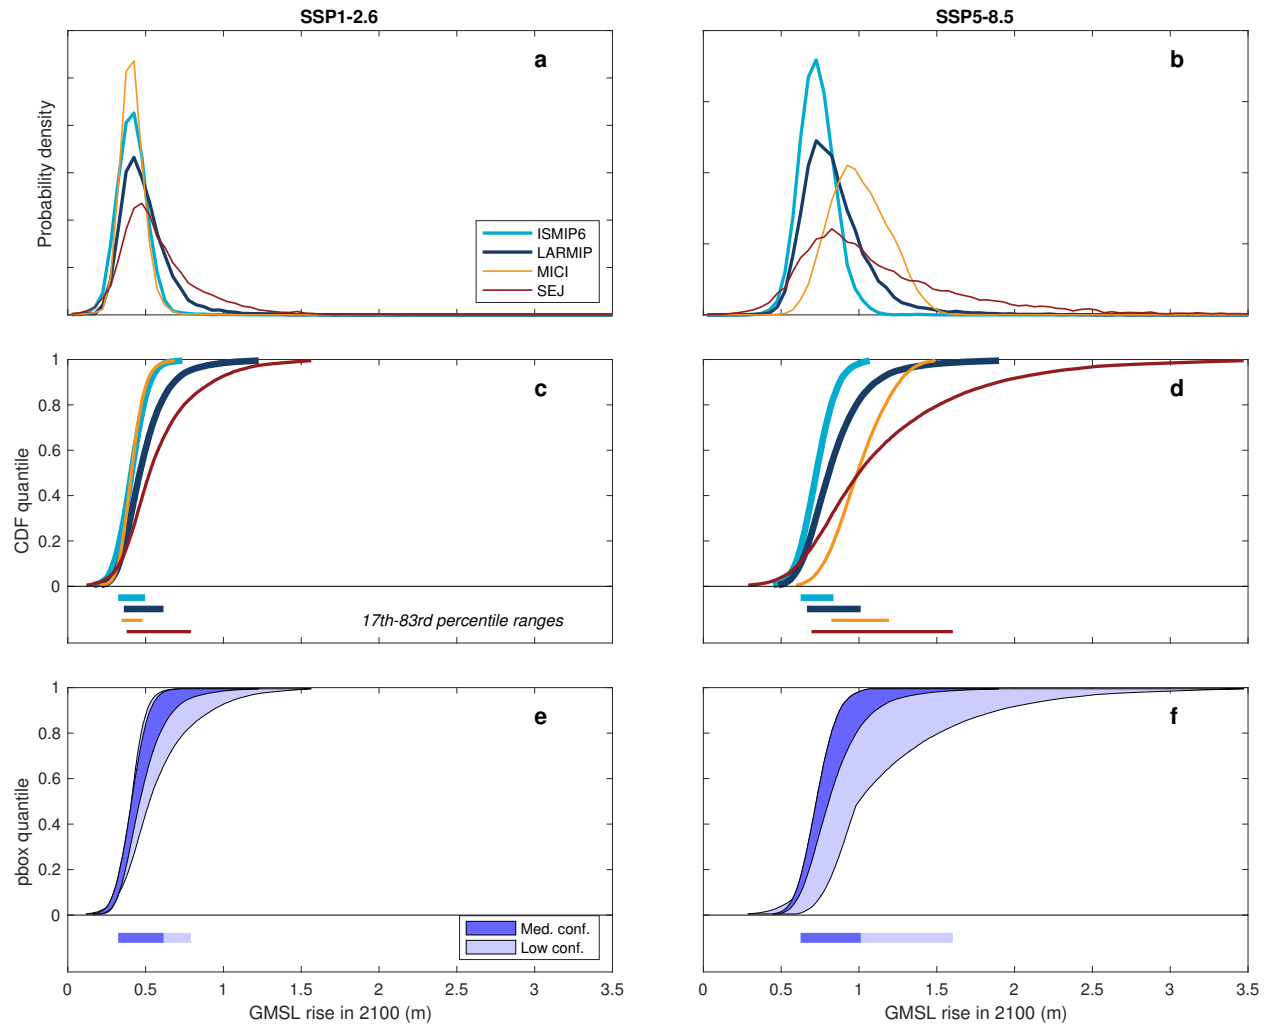 SSP1-2.6
SSP5-8.5
a
b
Probability density
ISMIP6
LARMIP
MICI
SEJ
1
0.8
0.6
0.4
0.2
0
CDF quantile
c
17th-83rd percentile ranges
d
1
0.8
0.6
0.4
0.2
0
pbox quantile
e
Med. conf.
Low conf.
f
0 0.5 1 1.5 2 2.5 3 3.5
GMSL rise in 2100 (m)
0 0.5 1 1.5 2 2.5 3 3.5
GMSL rise in 2100 (m)